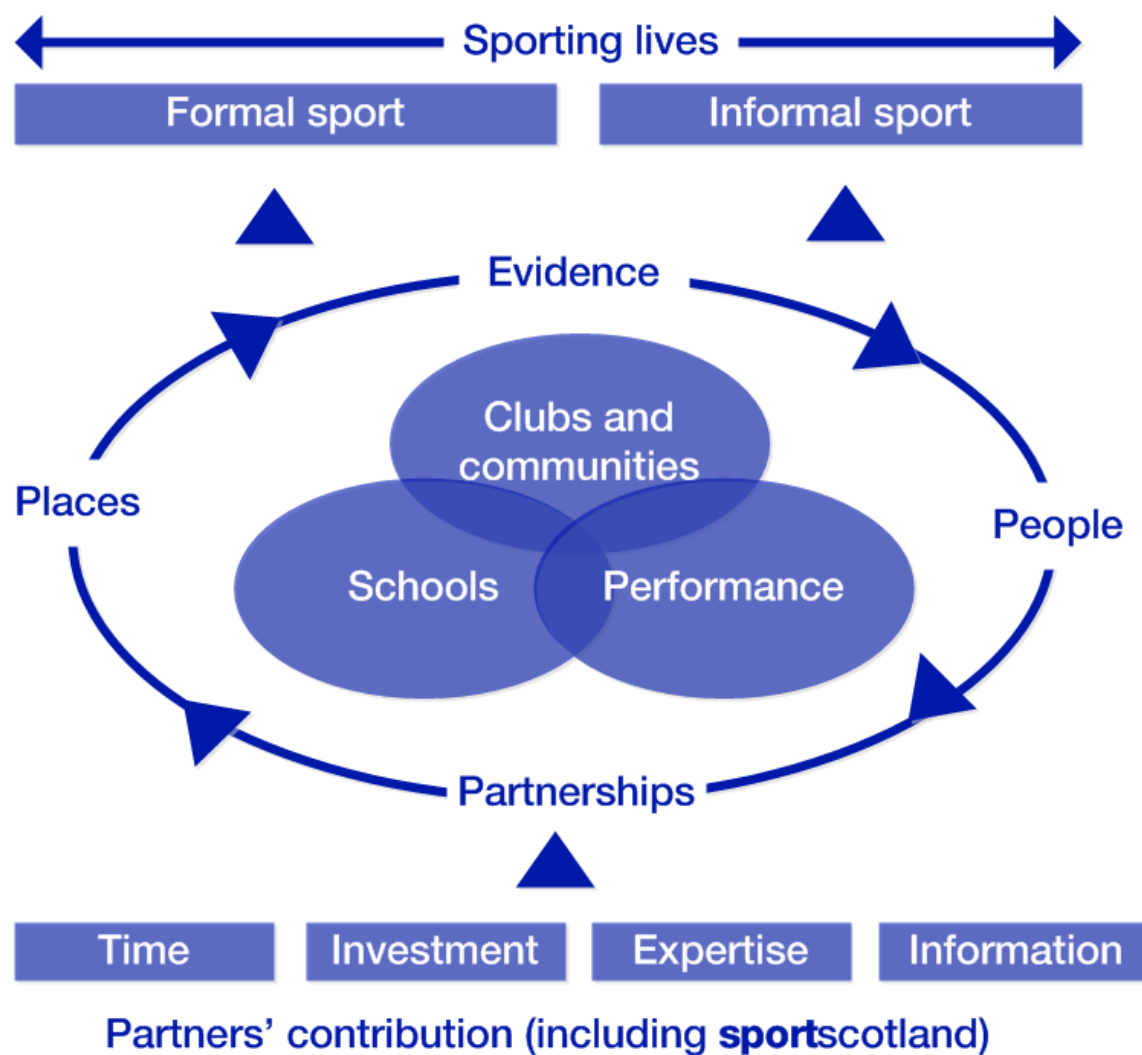 Sporting lives
Formal sport
Informal sport
Evidence
Clubs and
communities
Places
People
Schools
Performance
Partnerships
Time
Investment
Expertise
Information
Partners’ contribution (including sportscotland)